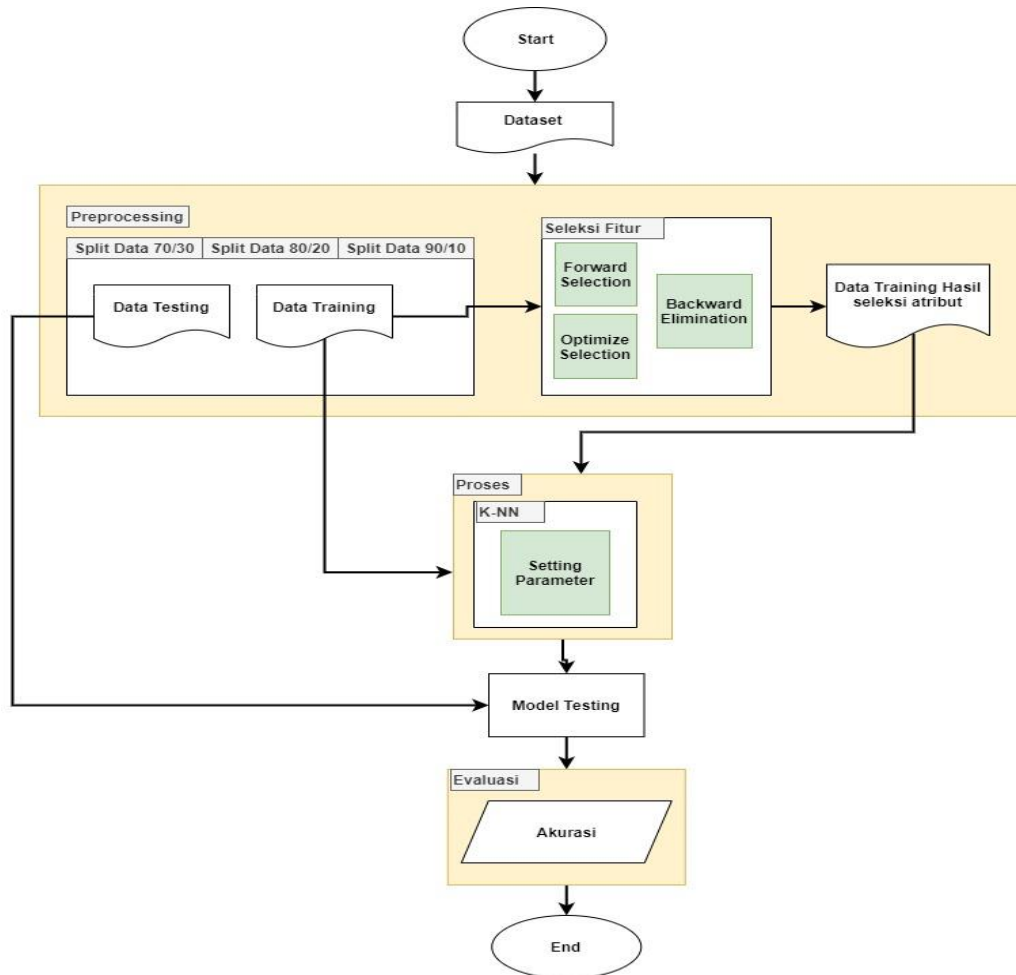 Start
Dataset
Preprocessing
Split Data 70/30
Split Data 80/20
Split Data 90/10
Data Testing
Data Training
Seleksi Fitur
Forward
Selection
Optimize
Selection
Backward
Elimination
Data Training Hasil
seleksi atribut
Proses
K-NN
Setting
Parameter
Model Testing
Evaluasi
Akurasi
End